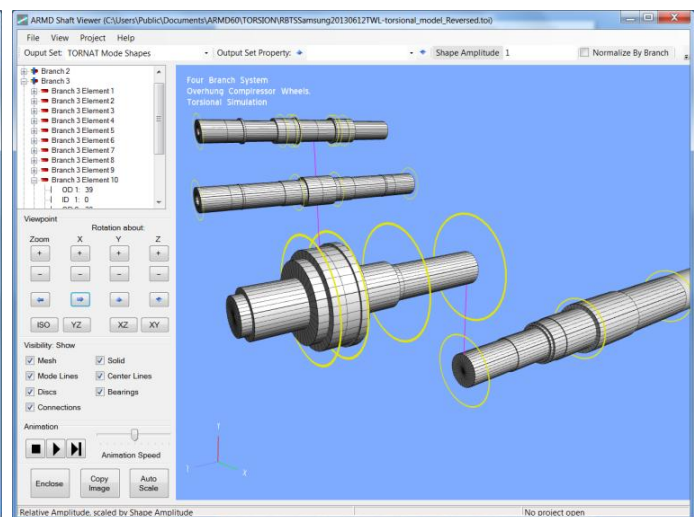 ARMD Shaft Viewer (C:\Users\Public\Documents\ARMD60\TORSION\RBTSSamsung20130612TWL-torsional_model_Reversed.toi)
File View Project Help
Ouput Set: TORNAT Mode Shapes Output Set Property: Shape Amplitude 1 Normalize By Branch
Branch 2
Branch 3
Branch 3 Element 1
Branch 3 Element 2
Branch 3 Element 3
Branch 3 Element 4
Branch 3 Element 5
Branch 3 Element 6
Branch 3 Element 7
Branch 3 Element 8
Branch 3 Element 9
Branch 3 Element 10
OD 1: 39
ID 1: 0
Four Branch System
Overhung Compressor Wheels.
Torsional Simulation
Viewpoint
Rotation about:
Zoom X Y Z
+ + + +
- - - -
ISO YZ XZ XY
Visibility: Show
Mesh Solid
Mode Lines Center Lines
Discs Bearings
Connections
Animation
Animation Speed
Enclose Copy Image Auto Scale
Y
X
Relative Amplitude, scaled by Shape Amplitude No project open